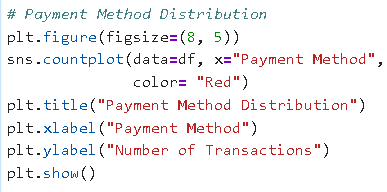 # Payment Method Distribution
plt.figure(figsize=(8, 5))
sns.countplot(data=df, x="Payment Method",
              color= "Red")
plt.title("Payment Method Distribution")
plt.xlabel("Payment Method")
plt.ylabel("Number of Transactions")
plt.show()